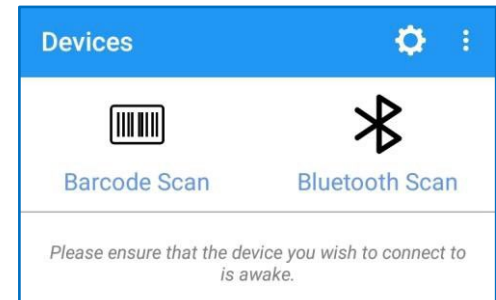 Devices
Barcode Scan
Bluetooth Scan
Please ensure that the device you wish to connect to
is awake.